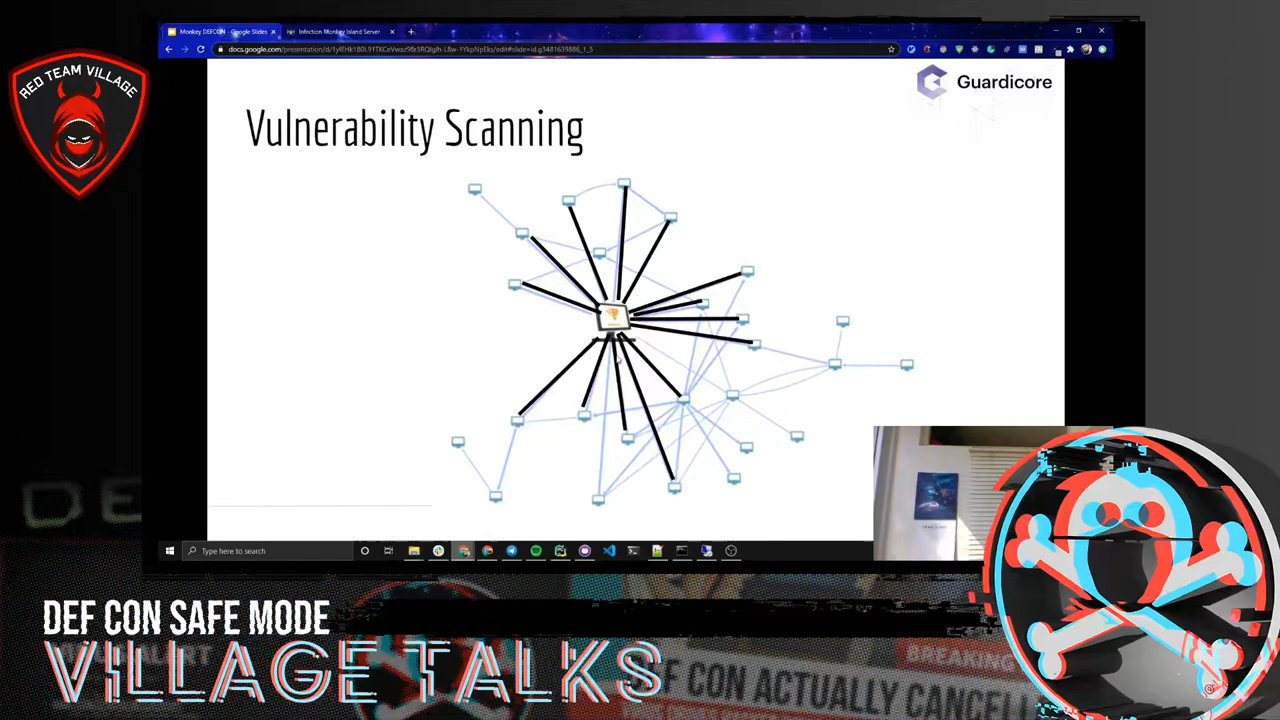 Monkey DEFCON - Google Slides
Infection Monkey Island Server
RED TEAM VILLAGE
Guardicore
Vulnerability Scanning
Type here to search
DEF CON SAFE MODE
VILLAGE TALKS
BREAKING
DEF CON ACTUALLY CANCEL